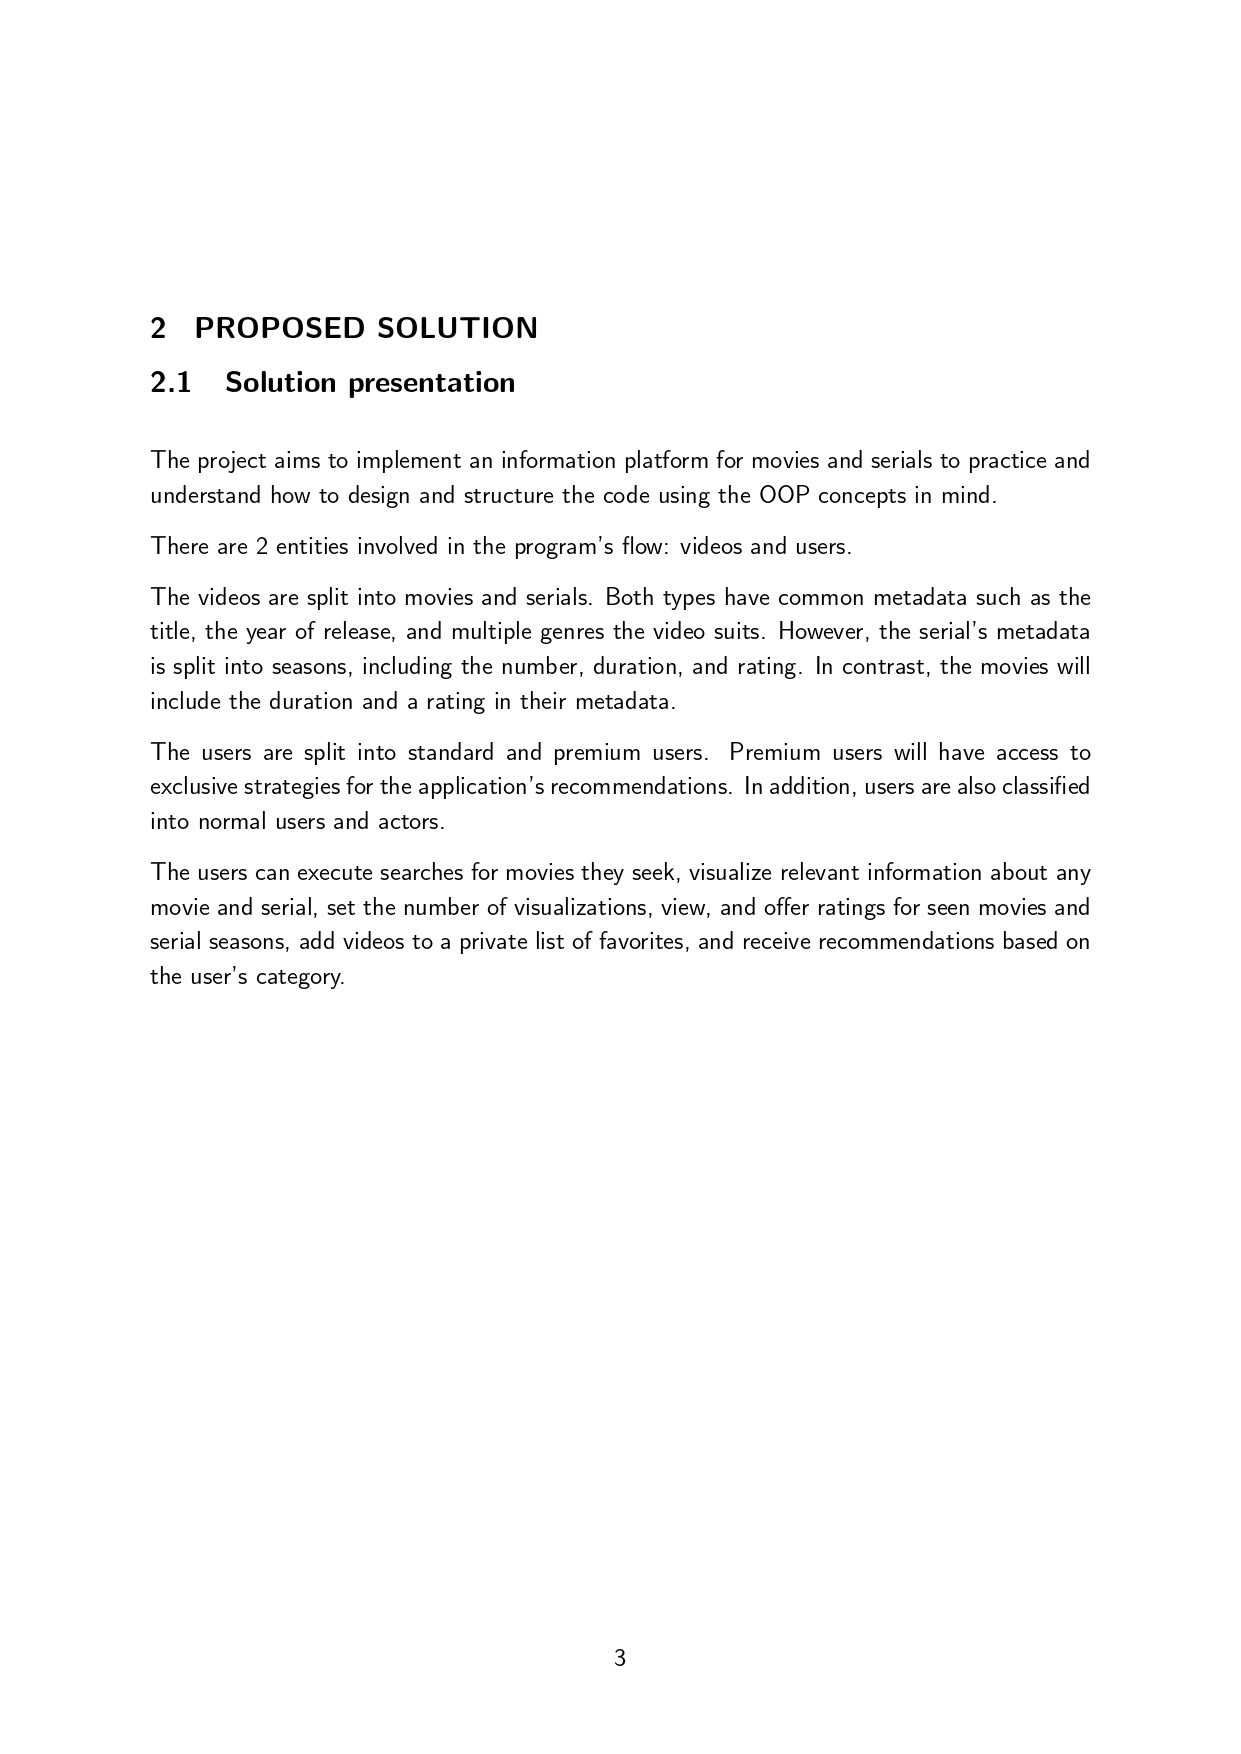 2 PROPOSED SOLUTION
2.1 Solution presentation
The project aims to implement an information platform for movies and serials to practice and
understand how to design and structure the code using the OOP concepts in mind.
There are 2 entities involved in the program's flow: videos and users.
The videos are split into movies and serials. Both types have common metadata such as the
title, the year of release, and multiple genres the video suits. However, the serial's metadata
is split into seasons, including the number, duration, and rating. In contrast, the movies will
include the duration and a rating in their metadata.
The users are split into standard and premium users. Premium users will have access to
exclusive strategies for the application's recommendations. In addition, users are also classified
into normal users and actors.
The users can execute searches for movies they seek, visualize relevant information about any
movie and serial, set the number of visualizations, view, and offer ratings for seen movies and
serial seasons, add videos to a private list of favorites, and receive recommendations based on
the user's category.
3